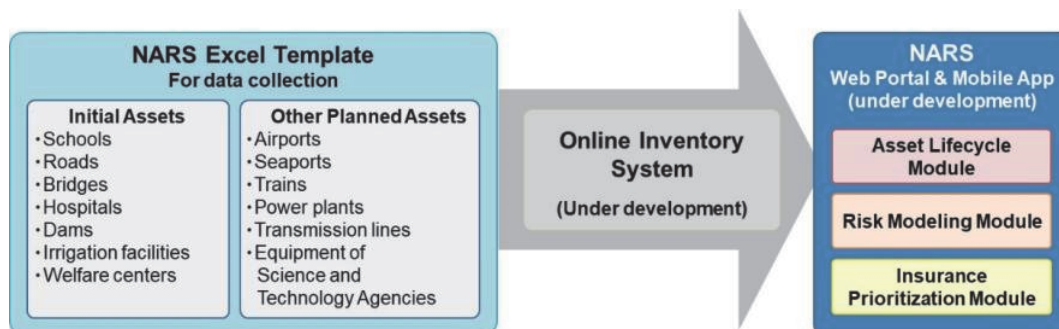 NARS Excel Template
For data collection
Initial Assets
・Schools
・Roads
・Bridges
・Hospitals
・Dams
・Irrigation facilities
・Welfare centers
Other Planned Assets
・Airports
・Seaports
・Trains
・Power plants
・Transmission lines
・Equipment of
Science and
Technology Agencies
Online Inventory
System
(Under development)
NARS
Web Portal & Mobile App
(under development)
Asset Lifecycle
Module
Risk Modeling Module
Insurance
Prioritization Module